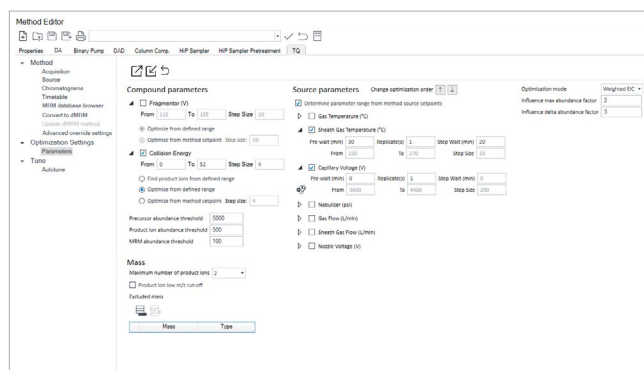 Method Editor
Properties DA Binary Pump DAD Column Comp. HiP Sampler HiP Sampler Pretreatment TQ
Method
Acquisition
Source
Chromatograms
Timetable
MRM database browser
Convert to dMRM
Update dMRM method
Advanced override settings
Optimization Settings
Parameters
Tune
Autotune
Compound parameters
Fragmentor (V)
From To Step Size 10
Optimize from defined range
Optimize from method setpoint Step size: 50
Collision Energy
From 0 To 52 Step Size 4
Find product ions from defined range
Optimize from defined range
Optimize from method setpoint Step size: 4
Precursor abundance threshold 5000
Product ion abundance threshold 500
MRM abundance threshold 100
Mass
Maximum number of product ions 2
Product ion low m/z cut-off
Excluded mass
Mass Type
Source parameters Change optimization order
Determine parameter range from method source setpoints
Gas Temperature (°C)
Sheath Gas Temperature (°C)
Pre-wait (min) 30 Replicate(s) 1 Step Wait (min) 20
From 230 To 270 Step Size 10
Capillary Voltage (V)
Pre-wait (min) 0 Replicate(s) 1 Step Wait (min) 0
From 3600 To 4400 Step Size 200
Nebulizer (psi)
Gas Flow (L/min)
Sheath Gas Flow (L/min)
Nozzle Voltage (V)
Optimization mode Weighted EIC
Influence max abundance factor 2
Influence delta abundance factor 3